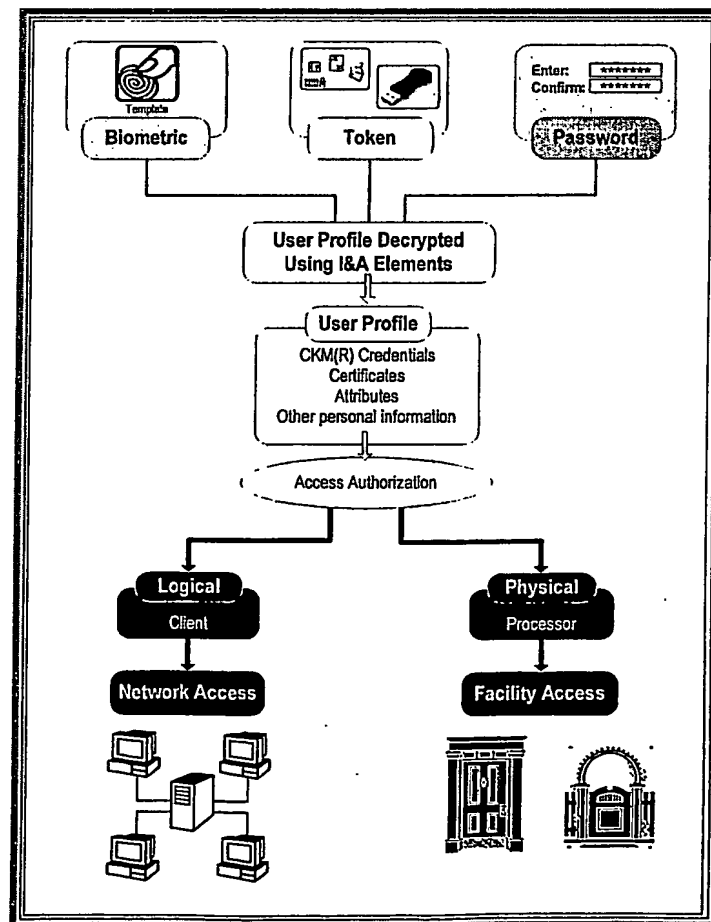 Template
Biometric
Token
Enter: *******
Confirm: *******
Password
User Profile Decrypted
Using I&A Elements
User Profile
CKM(R) Credentials
Certificates
Attributes
Other personal information
Access Authorization
Logical
Client
Physical
Processor
Network Access
Facility Access